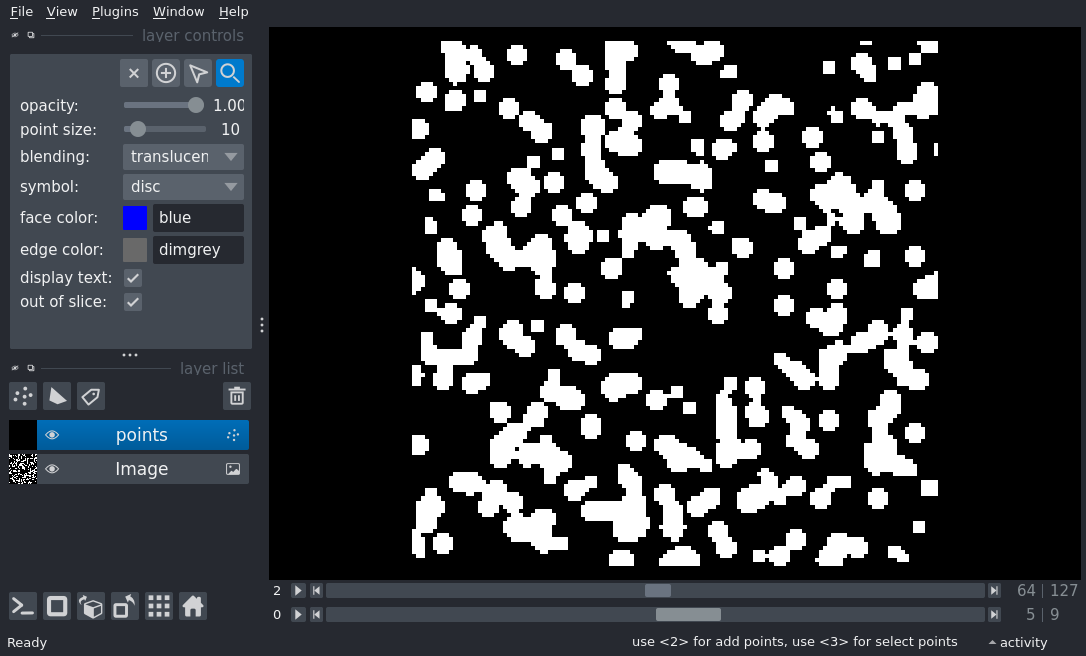 File View Plugins Window Help
layer controls
opacity: 1.00
point size: 10
blending: translucen
symbol: disc
face color: blue
edge color: dimgrey
display text:
out of slice:
layer list
points
Image
2 64 | 127
0 5 | 9
Ready use <2> for add points, use <3> for select points activity